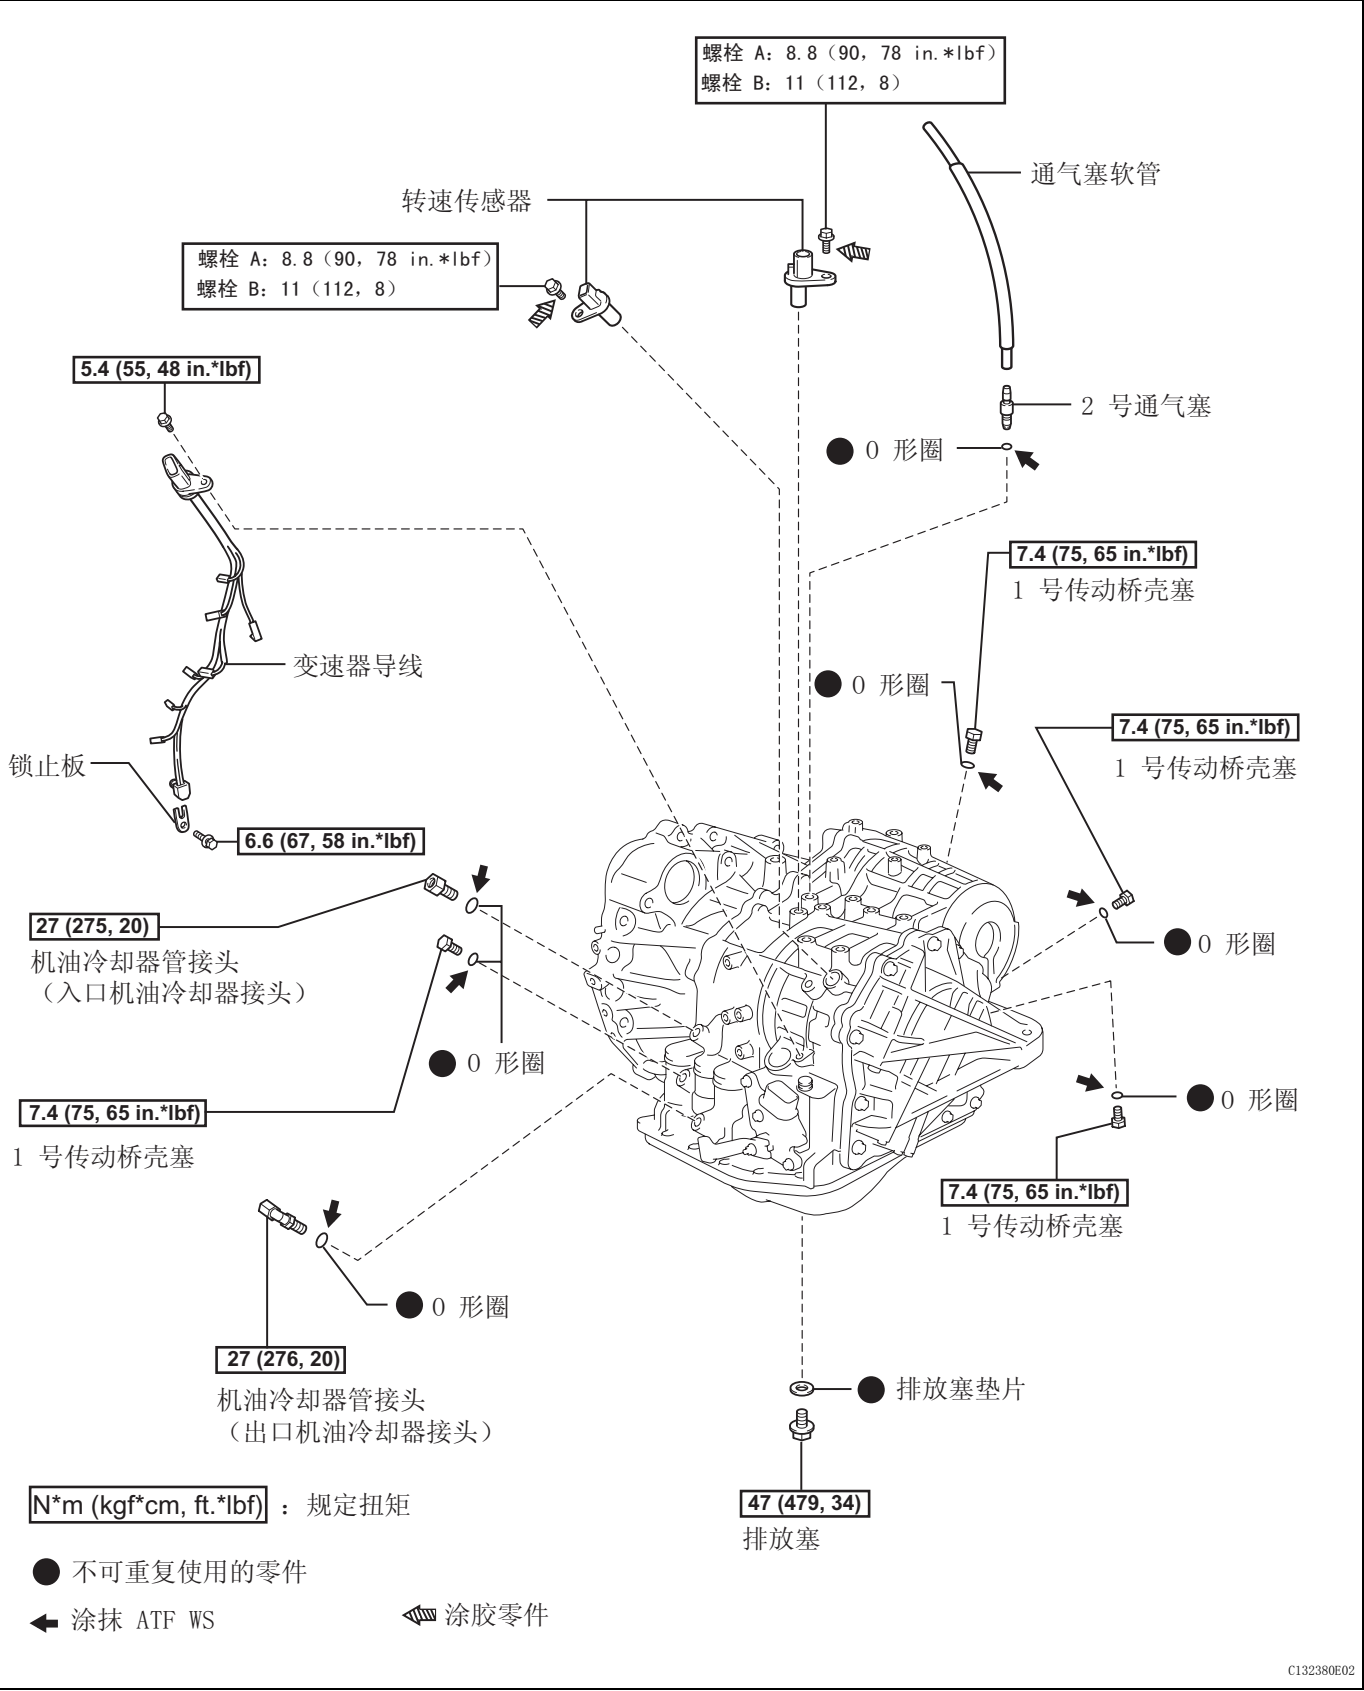 螺栓 A: 8.8（90, 78 in.*lbf）
螺栓 B: 11（112, 8）
通气塞软管
转速传感器
螺栓 A: 8.8（90, 78 in.*lbf）
螺栓 B: 11（112, 8）
5.4 (55, 48 in.*lbf)
2 号通气塞
O 形圈
7.4 (75, 65 in.*lbf)
1 号传动桥壳塞
变速器导线
O 形圈
7.4 (75, 65 in.*lbf)
1 号传动桥壳塞
锁止板
6.6 (67, 58 in.*lbf)
27 (275, 20)
机油冷却器管接头
（入口机油冷却器接头）
O 形圈
O 形圈
7.4 (75, 65 in.*lbf)
1 号传动桥壳塞
O 形圈
7.4 (75, 65 in.*lbf)
1 号传动桥壳塞
O 形圈
27 (276, 20)
机油冷却器管接头
（出口机油冷却器接头）
排放塞垫片
47 (479, 34)
排放塞
N*m (kgf*cm, ft.*lbf) ：规定扭矩
不可重复使用的零件
涂抹 ATF WS
涂胶零件
C132380E02